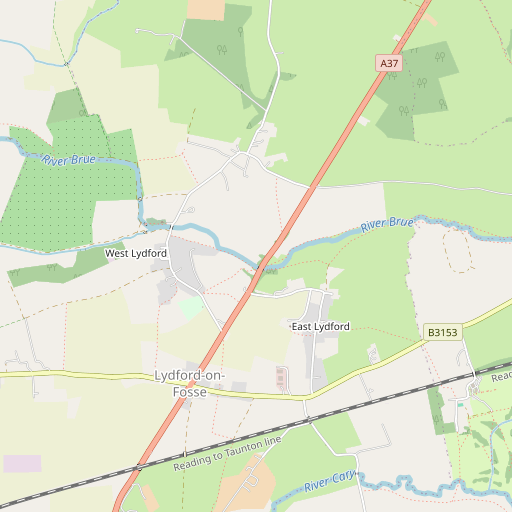 A37
River Brue
River Brue
West Lydford
East Lydford
B3153
Lydford-on-
Fosse
Read
Reading to Taunton line
River Cary